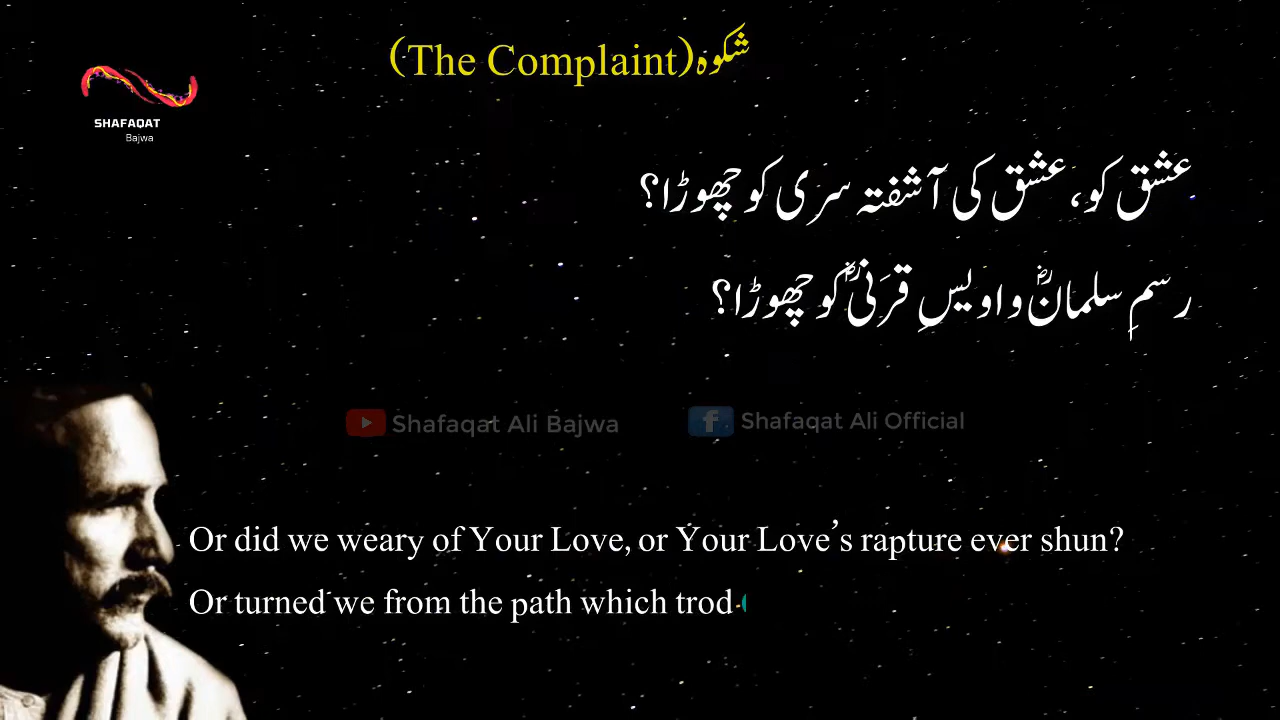 شکوہ(The Complaint)
SHAFAQAT
Bajwa
عشق کو، عشق کی آشفتہ سری کو چھوڑا؟
رسمِ سلمانؓ و اویسِ قرَنیؓ کو چھوڑا؟
Shafaqat Ali Bajwa
Shafaqat Ali Official
Or did we weary of Your Love, or Your Love’s rapture ever shun?
Or turned we from the path which trod